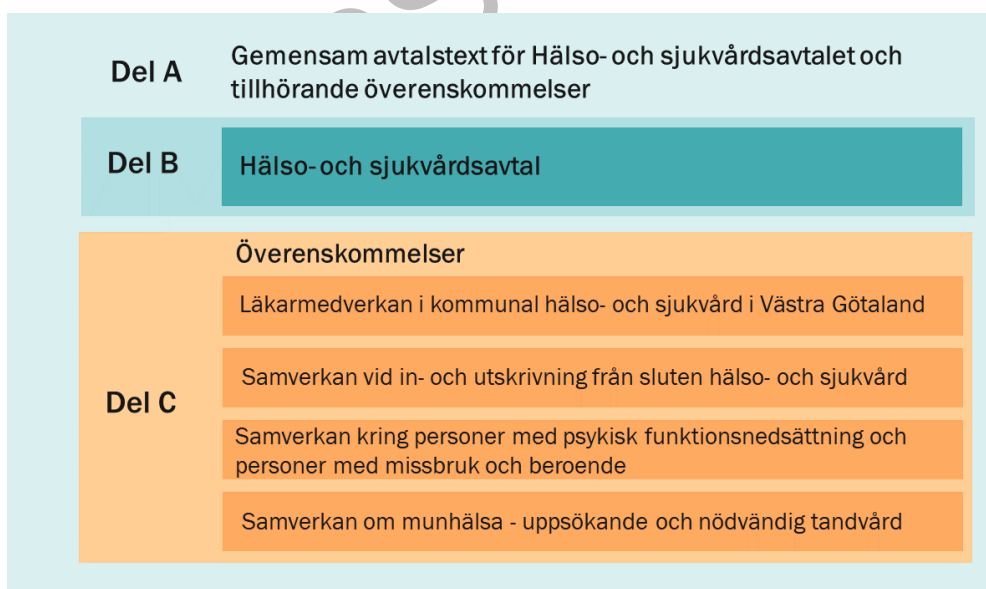 Del A
Gemensam avtalstext för Hälso- och sjukvårdsavtalet och
tillhörande överenskommelser
Del B
Hälso- och sjukvårdsavtal
Del C
Överenskommelser
Läkarmedverkan i kommunal hälso- och sjukvård i Västra Götaland
Samverkan vid in- och utskrivning från sluten hälso- och sjukvård
Samverkan kring personer med psykisk funktionsnedsättning och
personer med missbruk och beroende
Samverkan om munhälsa - uppsökande och nödvändig tandvård